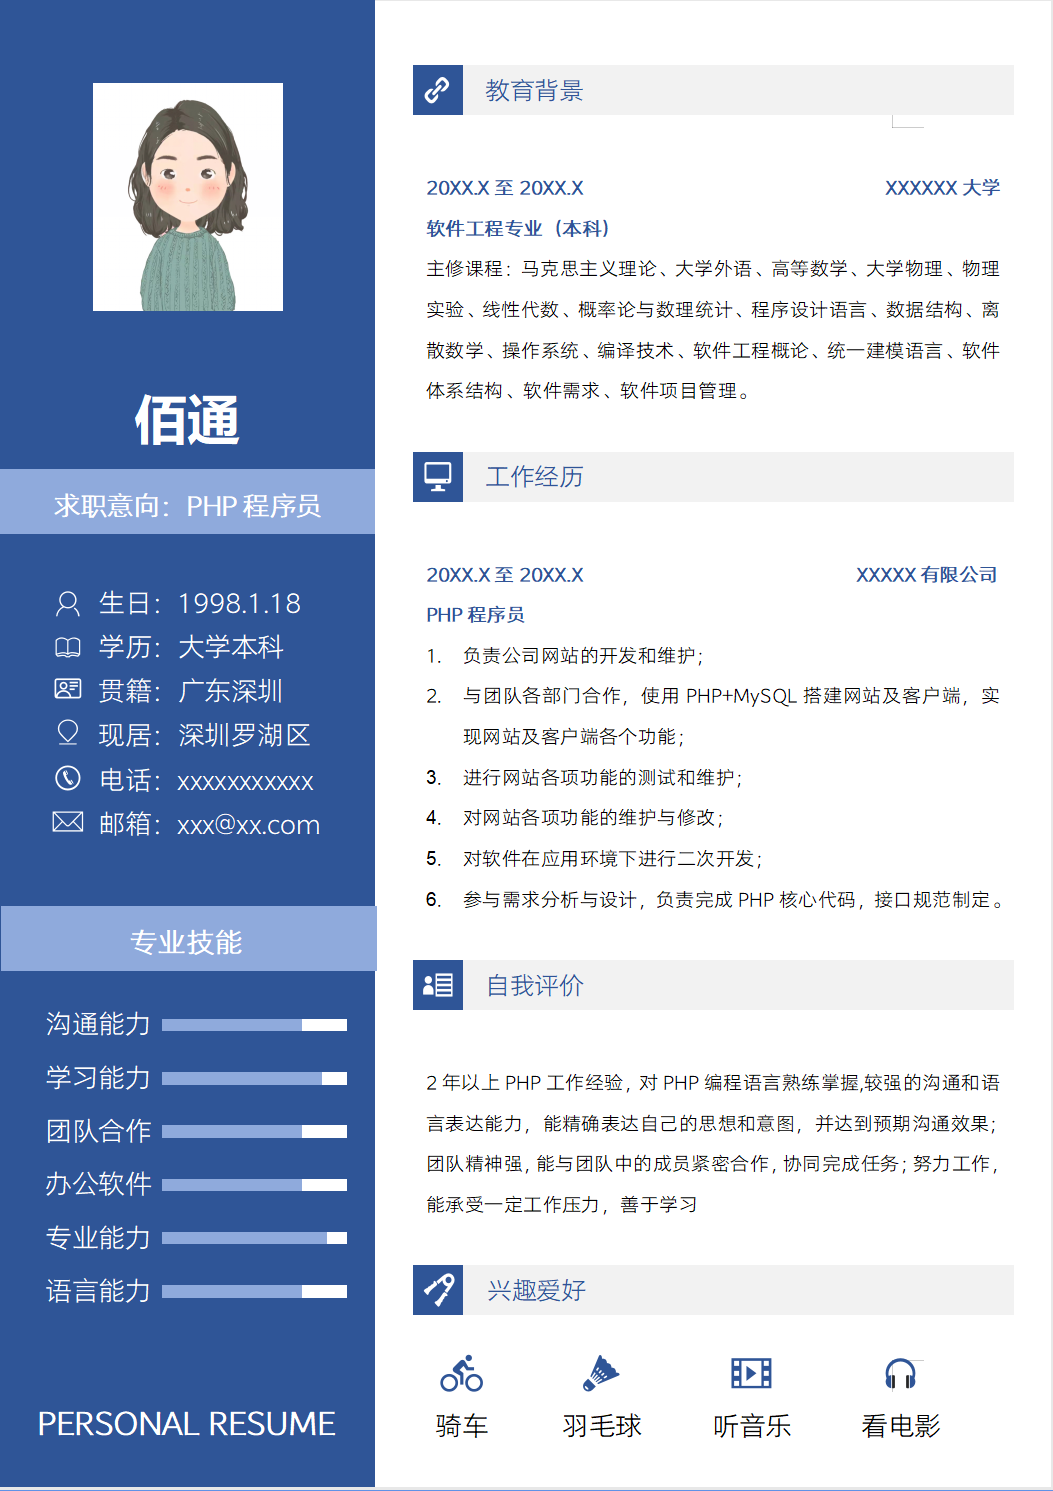 佰通
求职意向：PHP 程序员
生日：1998.1.18
学历：大学本科
贯籍：广东深圳
现居：深圳罗湖区
电话：xxxxxxxxxxx
邮箱：xxx@xx.com
专业技能
沟通能力
学习能力
团队合作
办公软件
专业能力
语言能力
PERSONAL RESUME
教育背景
20XX.X 至 20XX.X XXXXXX 大学
软件工程专业（本科）
主修课程：马克思主义理论、大学外语、高等数学、大学物理、物理
实验、线性代数、概率论与数理统计、程序设计语言、数据结构、离
散数学、操作系统、编译技术、软件工程概论、统一建模语言、软件
体系结构、软件需求、软件项目管理。
工作经历
20XX.X 至 20XX.X XXXXX 有限公司
PHP 程序员
1. 负责公司网站的开发和维护；
2. 与团队各部门合作，使用 PHP+MySQL 搭建网站及客户端，实
现网站及客户端各个功能；
3. 进行网站各项功能的测试和维护；
4. 对网站各项功能的维护与修改；
5. 对软件在应用环境下进行二次开发；
6. 参与需求分析与设计，负责完成 PHP 核心代码，接口规范制定。
自我评价
2 年以上 PHP 工作经验，对 PHP 编程语言熟练掌握,较强的沟通和语
言表达能力，能精确表达自己的思想和意图，并达到预期沟通效果；
团队精神强，能与团队中的成员紧密合作，协同完成任务；努力工作，
能承受一定工作压力，善于学习
兴趣爱好
骑车
羽毛球
听音乐
看电影